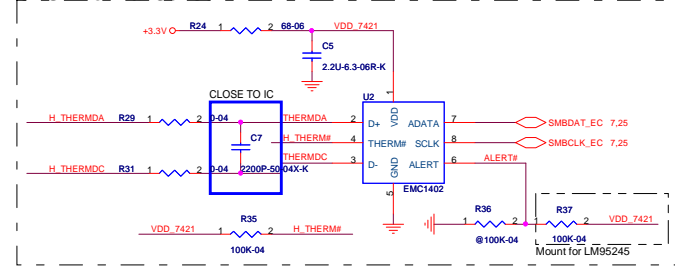 +3.3V R24 1 2 68-06 VDD_7421
C5
2.2U-6.3-06R-K
CLOSE TO IC
U2
1
H_THERMDA R29 1 2 0-04 THERMDA 2 D+ VDD ADATA 7 SMBDAT_EC 7,25
C7 H_THERM# 4 THERM# SCLK 8 SMBCLK_EC 7,25
THERMDC 3 D- GND ALERT 6 ALERT#
H_THERMDC R31 1 2 0-04 2200P-50-04X-K
EMC1402
5
R35 R36 R37
VDD_7421 1 2 H_THERM# 1 2 1 2 VDD_7421
100K-04 @100K-04 100K-04
Mount for LM95245